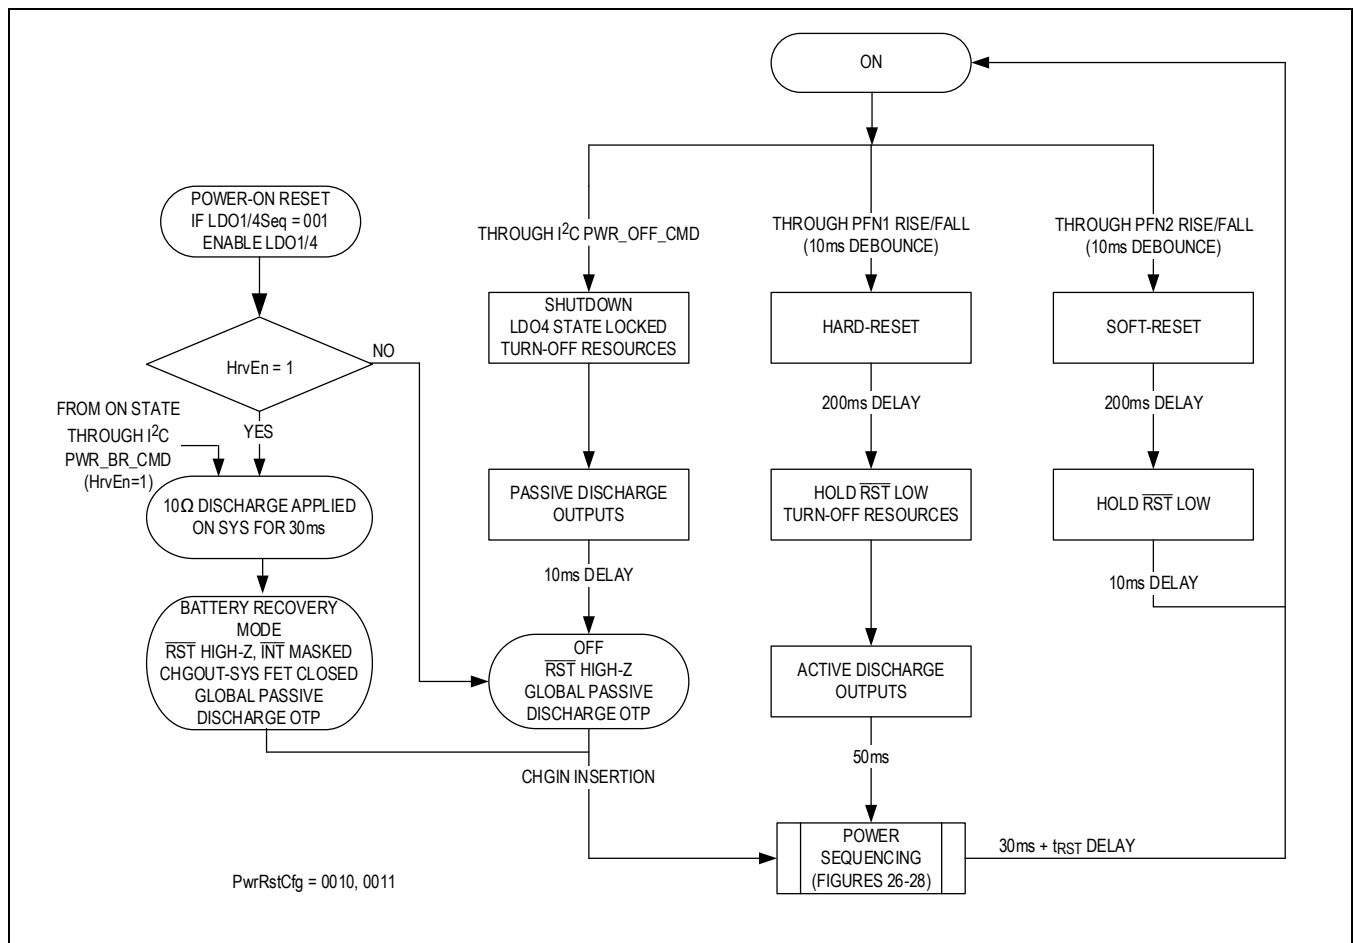 ON
POWER-ON RESET
IF LDO1/4Seq = 001
ENABLE LDO1/4
THROUGH I²C PWR_OFF_CMD
THROUGH PFN1 RISE/FALL
(10ms DEBOUNCE)
THROUGH PFN2 RISE/FALL
(10ms DEBOUNCE)
SHUTDOWN
LDO4 STATE LOCKED
TURN-OFF RESOURCES
HARD-RESET
SOFT-RESET
HrvEn = 1
NO
YES
FROM ON STATE
THROUGH I²C
PWR_BR_CMD
(HrvEn=1)
200ms DELAY
200ms DELAY
10Ω DISCHARGE APPLIED
ON SYS FOR 30ms
PASSIVE DISCHARGE
OUTPUTS
HOLD R̅S̅T̅ LOW
TURN-OFF RESOURCES
HOLD R̅S̅T̅ LOW
10ms DELAY
10ms DELAY
BATTERY RECOVERY
MODE
R̅S̅T̅ HIGH-Z, I̅N̅T̅ MASKED
CHGOUT-SYS FET CLOSED
GLOBAL PASSIVE
DISCHARGE OTP
OFF
R̅S̅T̅ HIGH-Z
GLOBAL PASSIVE
DISCHARGE OTP
ACTIVE DISCHARGE
OUTPUTS
50ms
CHGIN INSERTION
POWER
SEQUENCING
(FIGURES 26-28)
30ms + tRST DELAY
PwrRstCfg = 0010, 0011